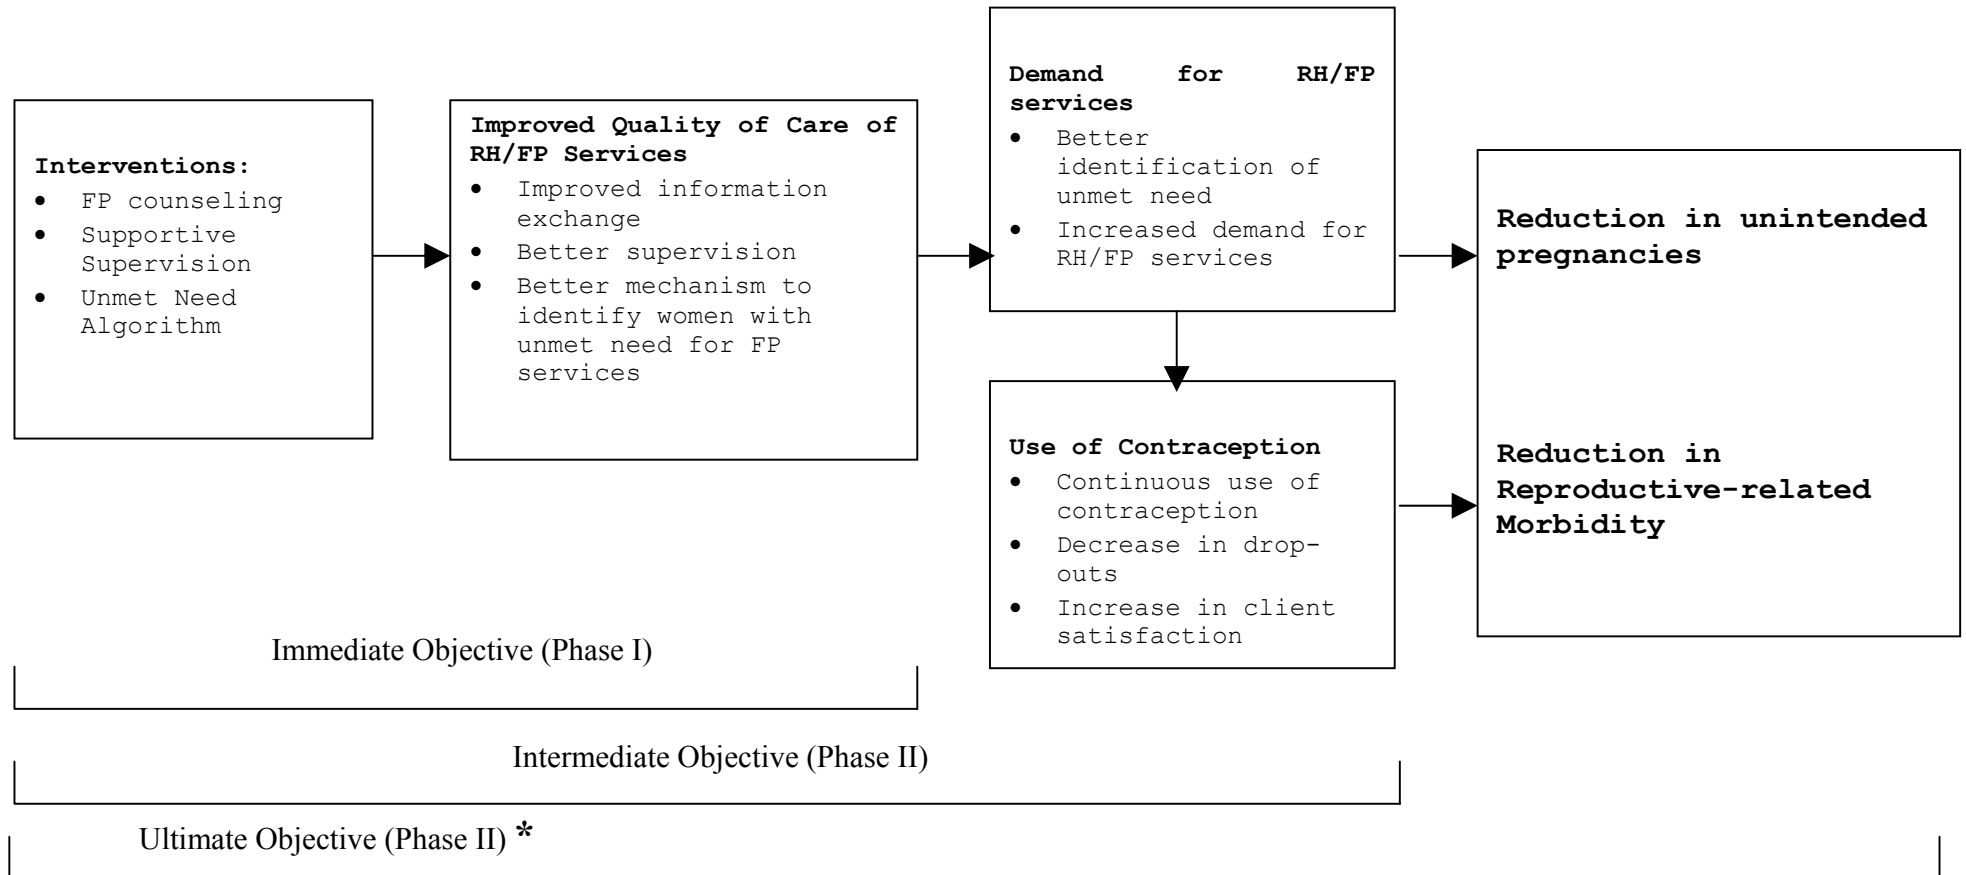 Interventions:
• FP counseling
• Supportive
Supervision
• Unmet Need
Algorithm
Improved Quality of Care of
RH/FP Services
• Improved information
exchange
• Better supervision
• Better mechanism to
identify women with
unmet need for FP
services
Demand for RH/FP
services
• Better
identification of
unmet need
• Increased demand for
RH/FP services
Use of Contraception
• Continuous use of
contraception
• Decrease in drop-
outs
• Increase in client
satisfaction
Reduction in unintended
pregnancies
Reduction in
Reproductive-related
Morbidity
Immediate Objective (Phase I)
Intermediate Objective (Phase II)
Ultimate Objective (Phase II) *